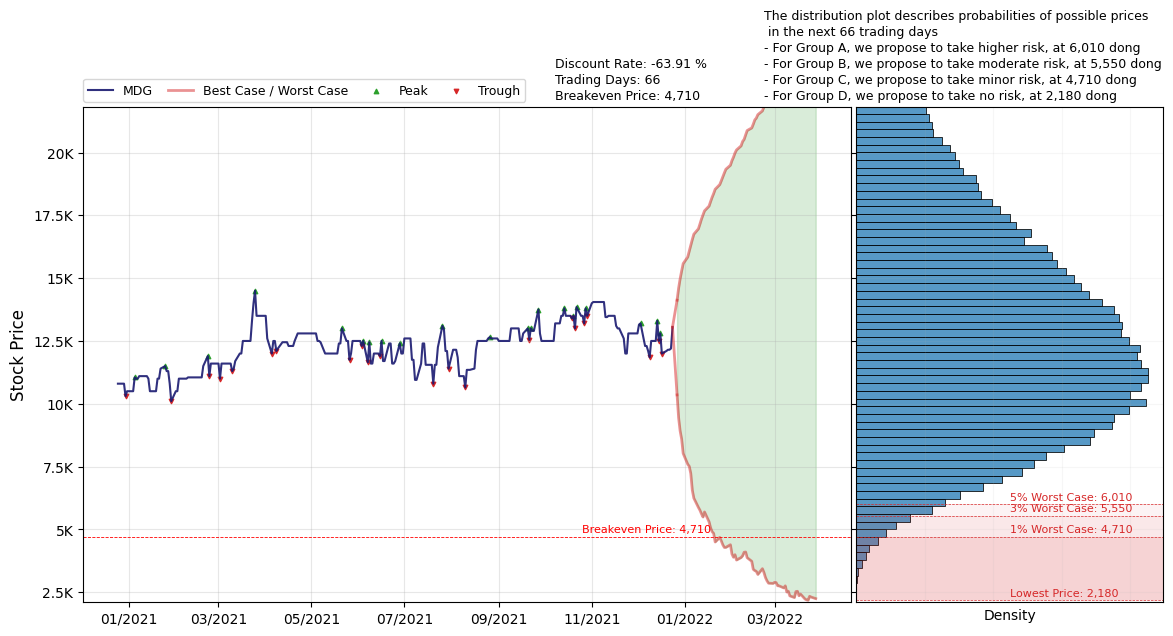 The distribution plot describes probabilities of possible prices
in the next 66 trading days
- For Group A, we propose to take higher risk, at 6,010 dong
- For Group B, we propose to take moderate risk, at 5,550 dong
- For Group C, we propose to take minor risk, at 4,710 dong
- For Group D, we propose to take no risk, at 2,180 dong
Discount Rate: -63.91 %
Trading Days: 66
Breakeven Price: 4,710
MDG
Best Case / Worst Case
Peak
Trough
Stock Price
20K
17.5K
15K
12.5K
10K
7.5K
5K
2.5K
Breakeven Price: 4,710
5% Worst Case: 6,010
3% Worst Case: 5,550
1% Worst Case: 4,710
Lowest Price: 2,180
01/2021
03/2021
05/2021
07/2021
09/2021
11/2021
01/2022
03/2022
Density